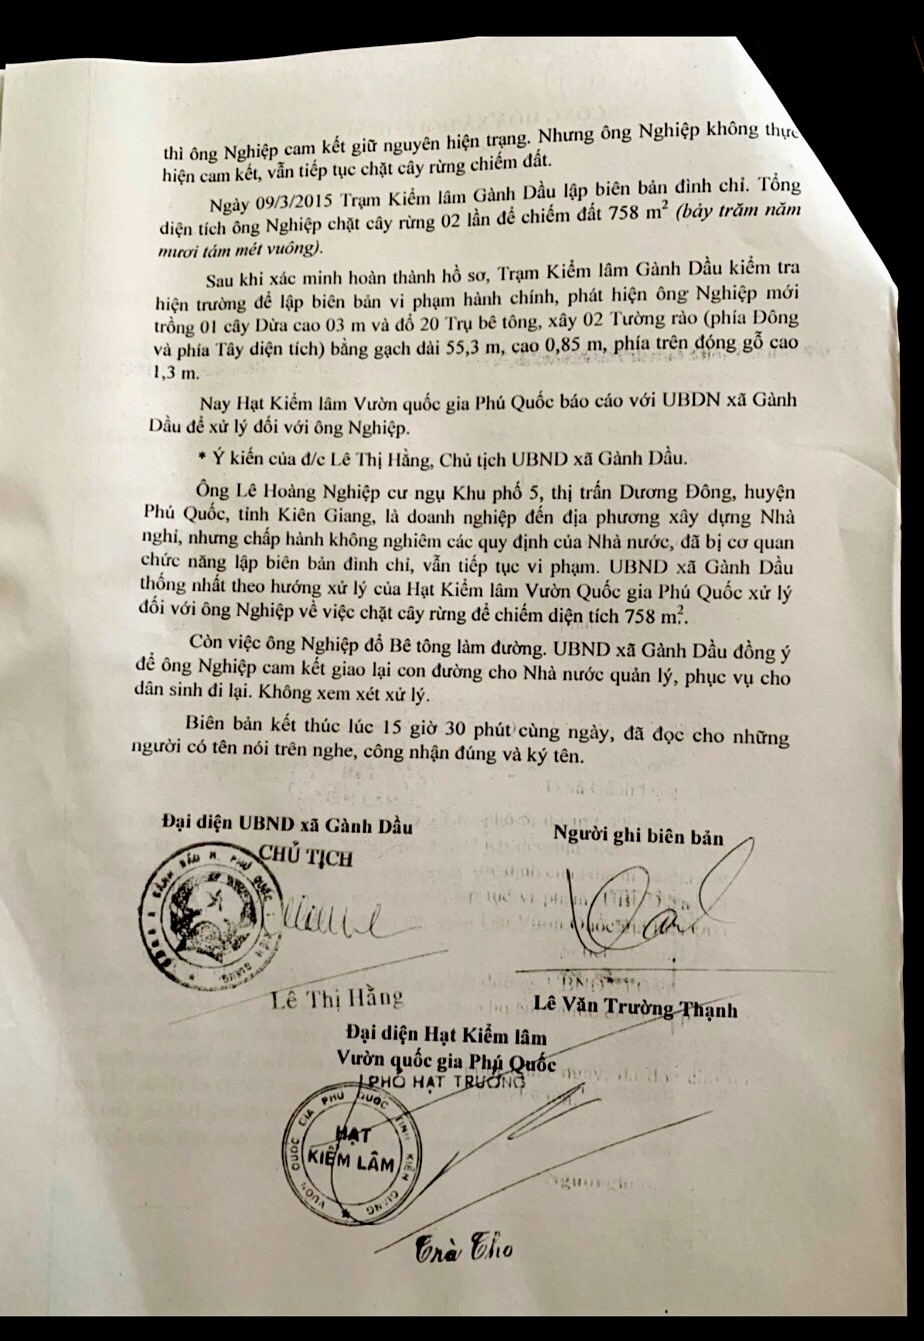 thì ông Nghiệp cam kết giữ nguyên hiện trạng. Nhưng ông Nghiệp không thực
hiện cam kết, vẫn tiếp tục chặt cây rừng chiếm đất.
Ngày 09/3/2015 Trạm Kiểm lâm Gành Dầu lập biên bản đình chỉ. Tổng
diện tích ông Nghiệp chặt cây rừng 02 lần để chiếm đất 758 m² (bảy trăm năm
mươi tám mét vuông).
Sau khi xác minh hoàn thành hồ sơ, Trạm Kiểm lâm Gành Dầu kiểm tra
hiện trường để lập biên bản vi phạm hành chính, phát hiện ông Nghiệp mới
trồng 01 cây Dừa cao 03 m và đổ 20 Trụ bê tông, xây 02 Tường rào (phía Đông
và phía Tây diện tích) bằng gạch dài 55,3 m, cao 0,85 m, phía trên đóng gỗ cao
1,3 m.
Nay Hạt Kiểm lâm Vườn quốc gia Phú Quốc báo cáo với UBDN xã Gành
Dầu để xử lý đối với ông Nghiệp.
* Ý kiến của đ/c Lê Thị Hằng, Chủ tịch UBND xã Gành Dầu.
Ông Lê Hoàng Nghiệp cư ngụ Khu phố 5, thị trấn Dương Đông, huyện
Phú Quốc, tỉnh Kiên Giang, là doanh nghiệp đến địa phương xây dựng Nhà
nghỉ, nhưng chấp hành không nghiêm các quy định của Nhà nước, đã bị cơ quan
chức năng lập biên bản đình chỉ, vẫn tiếp tục vi phạm. UBND xã Gành Dầu
thống nhất theo hướng xử lý của Hạt Kiểm lâm Vườn Quốc gia Phú Quốc xử lý
đối với ông Nghiệp về việc chặt cây rừng để chiếm diện tích 758 m².
Còn việc ông Nghiệp đổ Bê tông làm đường. UBND xã Gành Dầu đồng ý
để ông Nghiệp cam kết giao lại con đường cho Nhà nước quản lý, phục vụ cho
dân sinh đi lại. Không xem xét xử lý.
Biên bản kết thúc lúc 15 giờ 30 phút cùng ngày, đã đọc cho những
người có tên nói trên nghe, công nhận đúng và ký tên.
Đại diện UBND xã Gành Dầu
CHỦ TỊCH
Lê Thị Hằng
Người ghi biên bản
Lê Văn Trường Thạnh
Đại diện Hạt Kiểm lâm
Vườn quốc gia Phú Quốc
PHÓ HẠT TRƯỞNG
VƯỜN QUỐC GIA PHÚ QUỐC TỈNH KIÊN GIANG
HẠT
KIỂM LÂM
Trà Tho